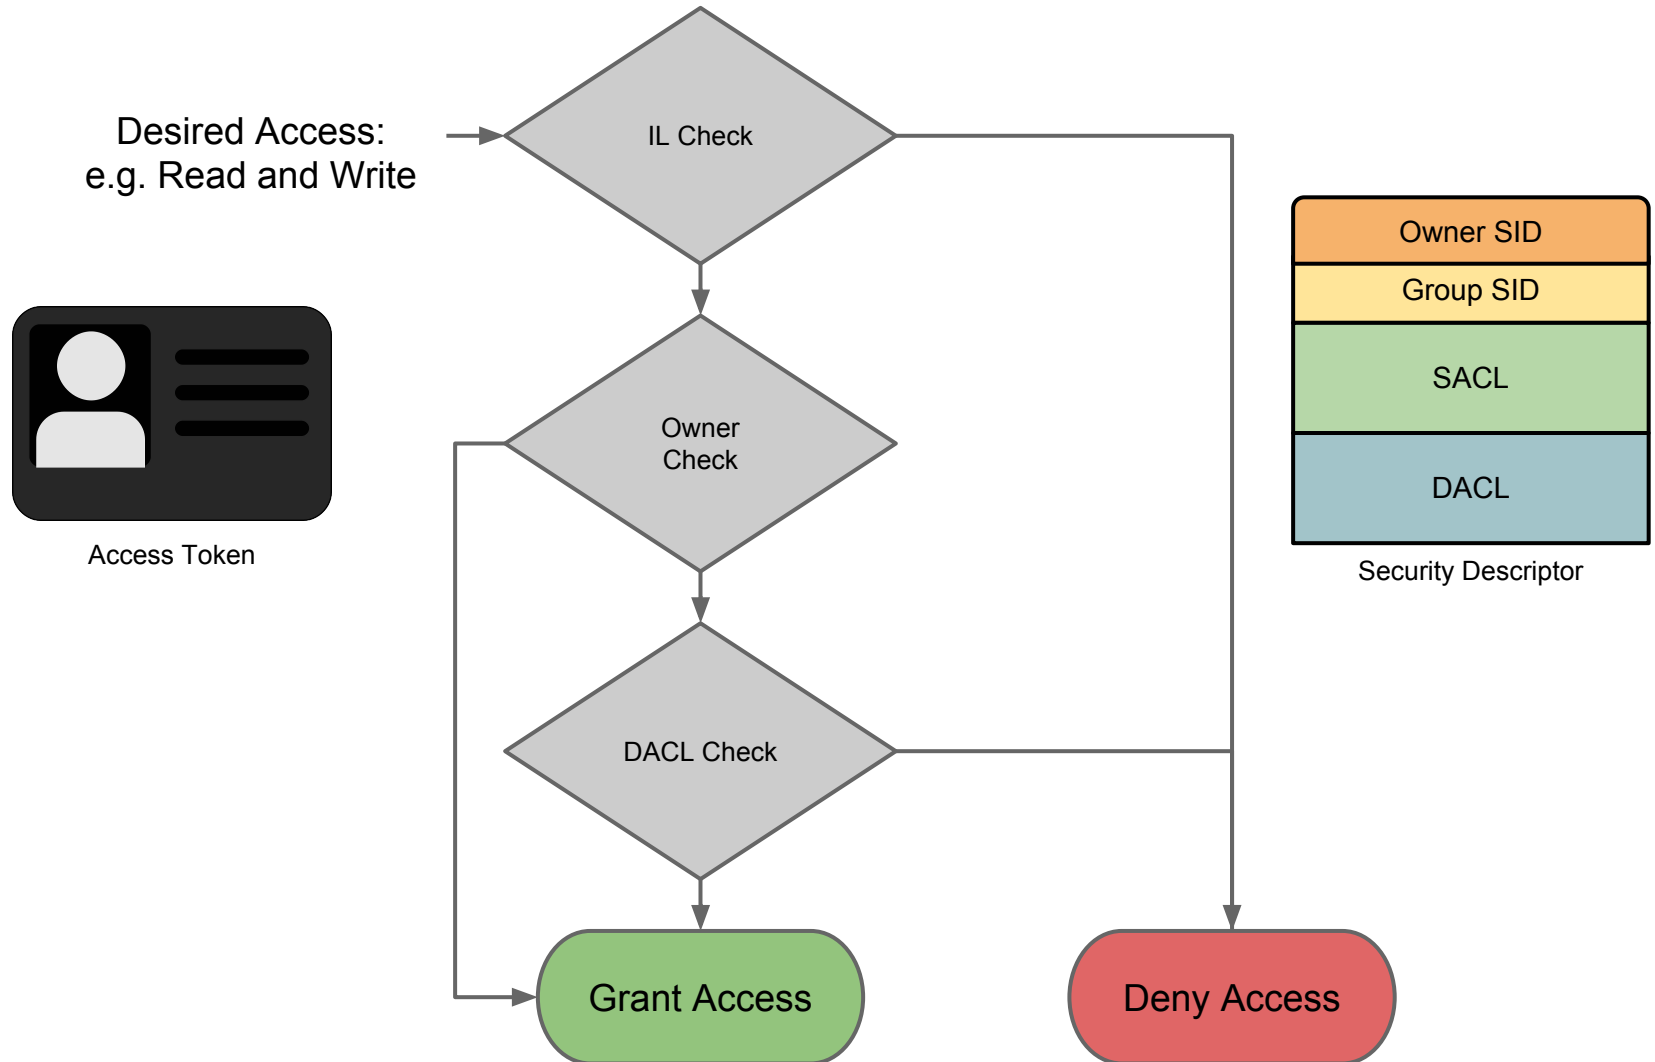 Desired Access:
e.g. Read and Write
IL Check
Owner SID
Group SID
SACL
DACL
Security Descriptor
Access Token
Owner
Check
DACL Check
Grant Access
Deny Access